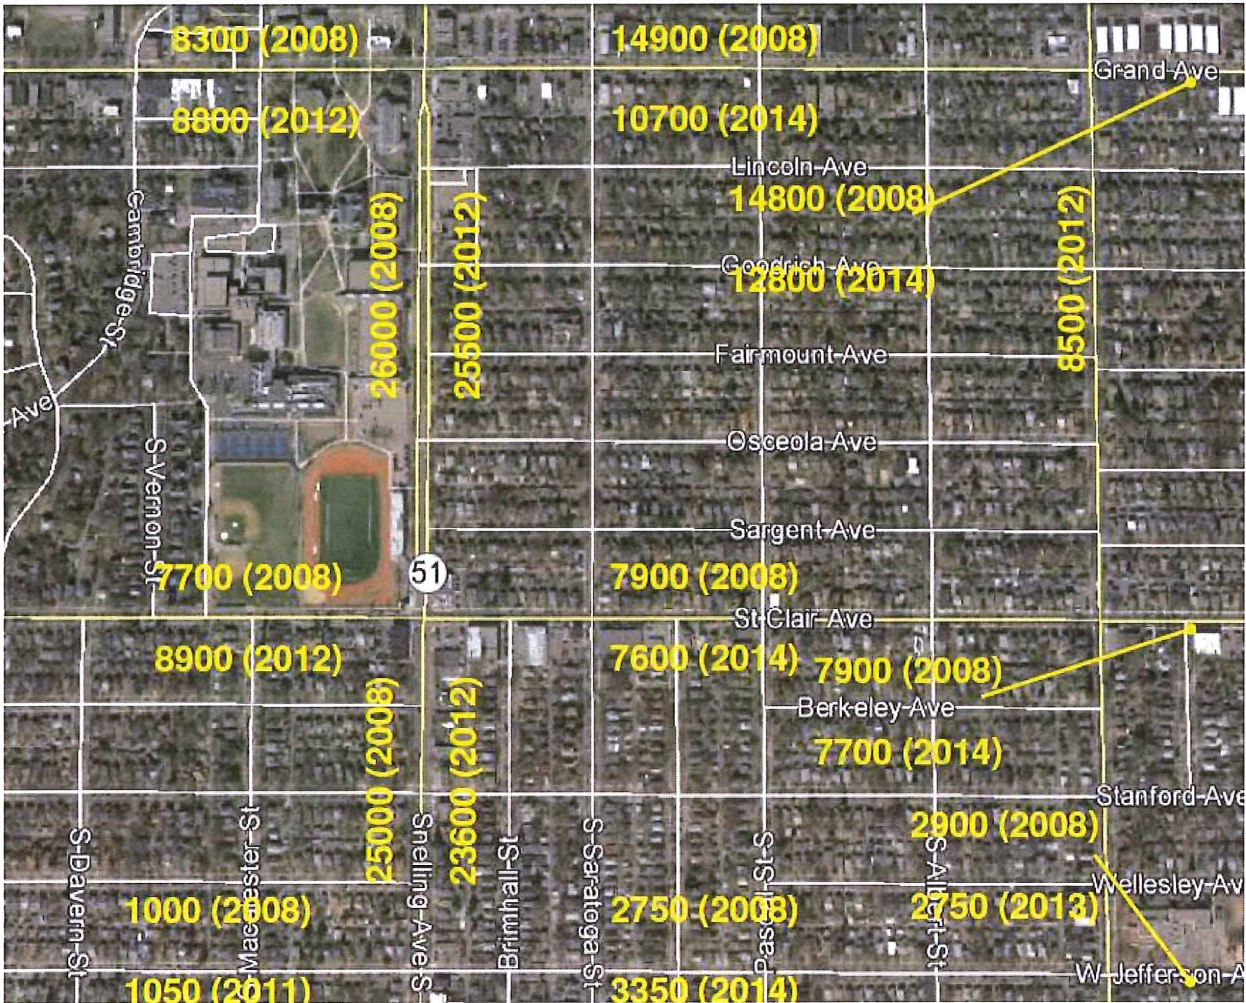 8300 (2008)
14900 (2008)
Grand Ave
8800 (2012)
10700 (2014)
Lincoln Ave
14800 (2008)
Cambridge St
26000 (2008)
25500 (2012)
8500 (2012)
Goodrich Ave
12800 (2014)
Fairmount Ave
Ave
Osceola Ave
S Vernon St
Sargent Ave
7700 (2008)
51
7900 (2008)
St Clair Ave
8900 (2012)
7600 (2014)
7900 (2008)
25000 (2008)
23600 (2012)
Berkeley Ave
7700 (2014)
Stanford Ave
2900 (2008)
S Davern St
S Macalester St
Snelling Ave S
Brimhall St
S Saratoga St
S Albert St
Wellesley Av
1000 (2008)
2750 (2008)
2750 (2013)
W Jefferson A
1050 (2011)
3350 (2014)